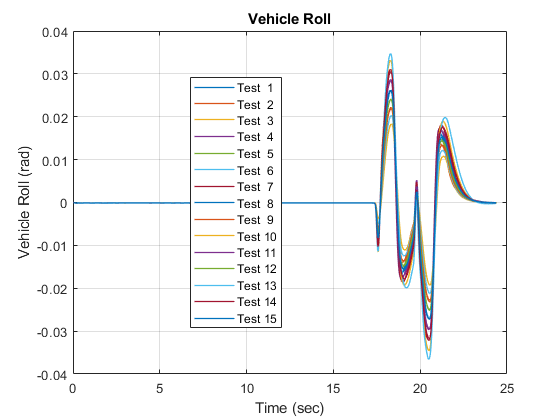 Vehicle Roll
0.04
0.03
0.02
0.01
0
-0.01
-0.02
-0.03
-0.04
Vehicle Roll (rad)
Test 1
Test 2
Test 3
Test 4
Test 5
Test 6
Test 7
Test 8
Test 9
Test 10
Test 11
Test 12
Test 13
Test 14
Test 15
0 5 10 15 20 25
Time (sec)